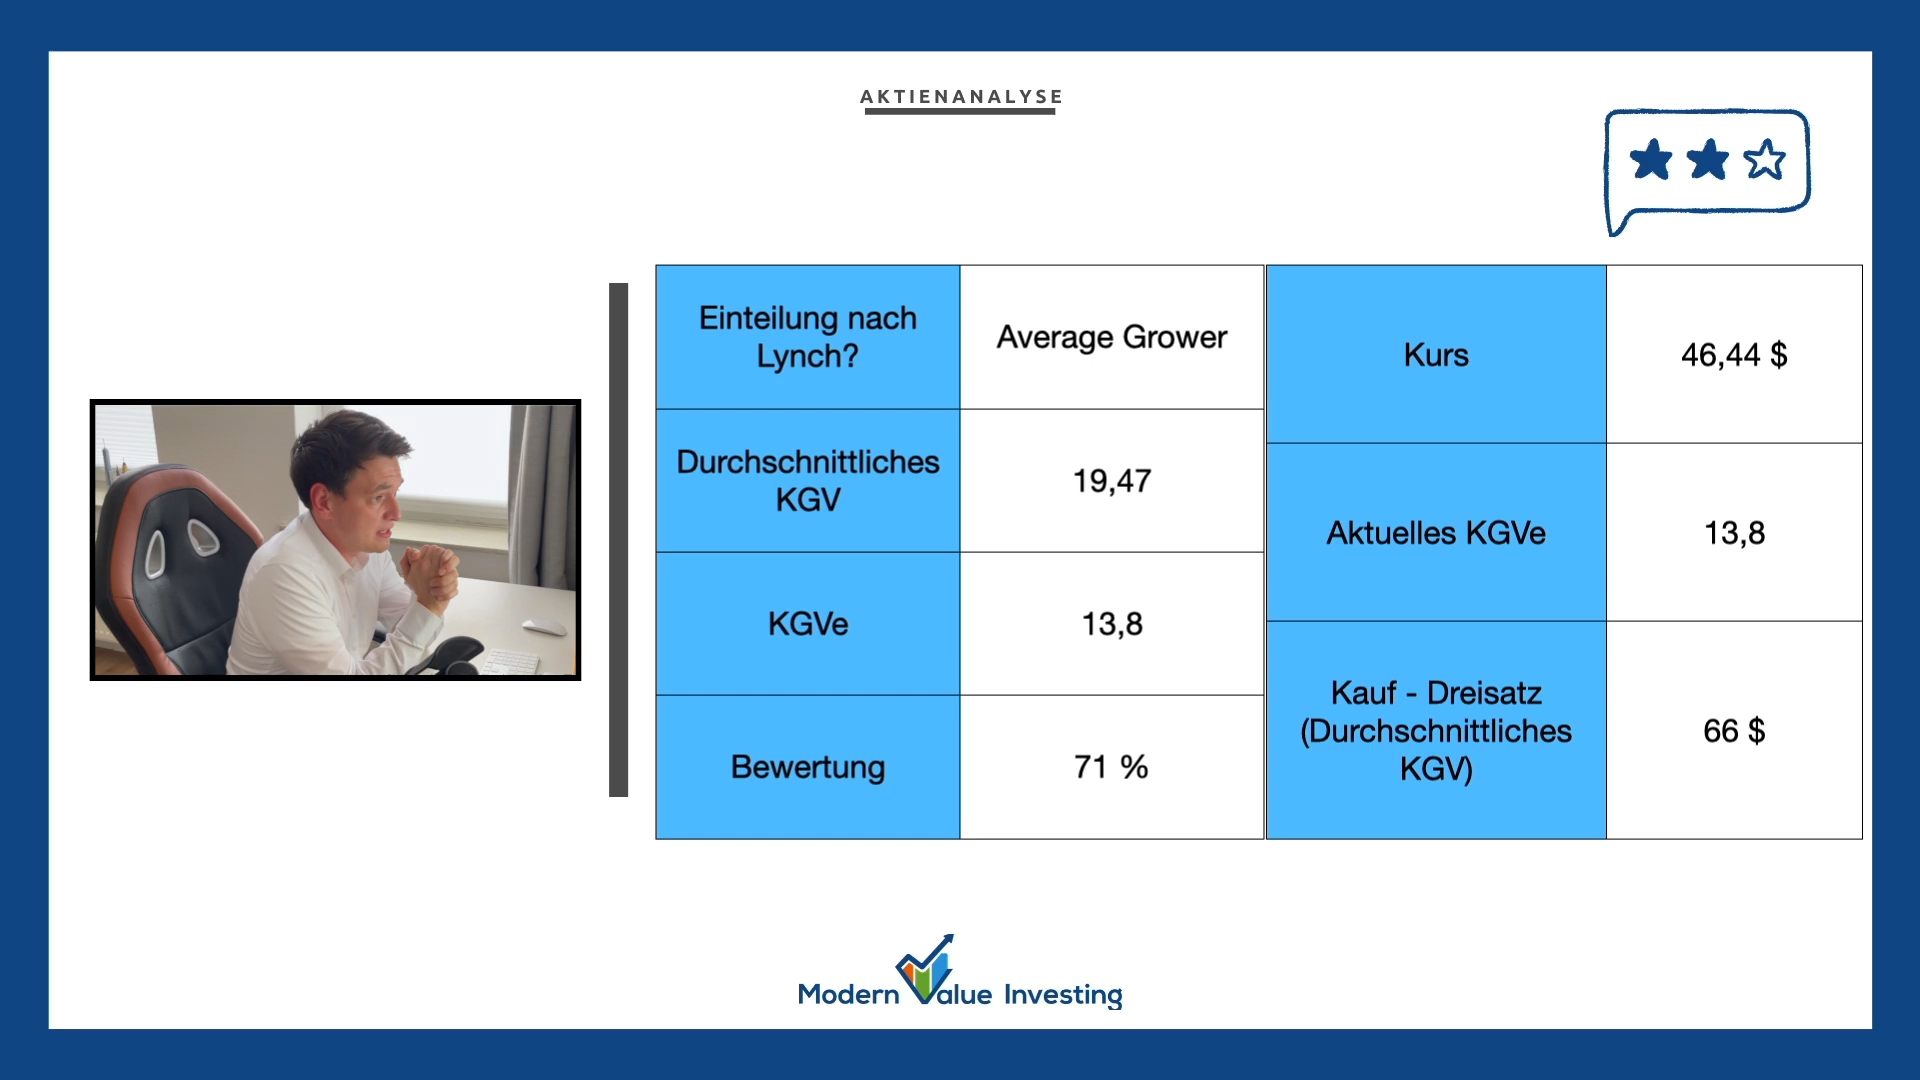 AKTIENANALYSE
Einteilung nach
Lynch?
Average Grower
Durchschnittliches
KGV
19,47
KGVe
13,8
Bewertung
71 %
Kurs
46,44 $
Aktuelles KGVe
13,8
Kauf - Dreisatz
(Durchschnittliches
KGV)
66 $
Modern Value Investing